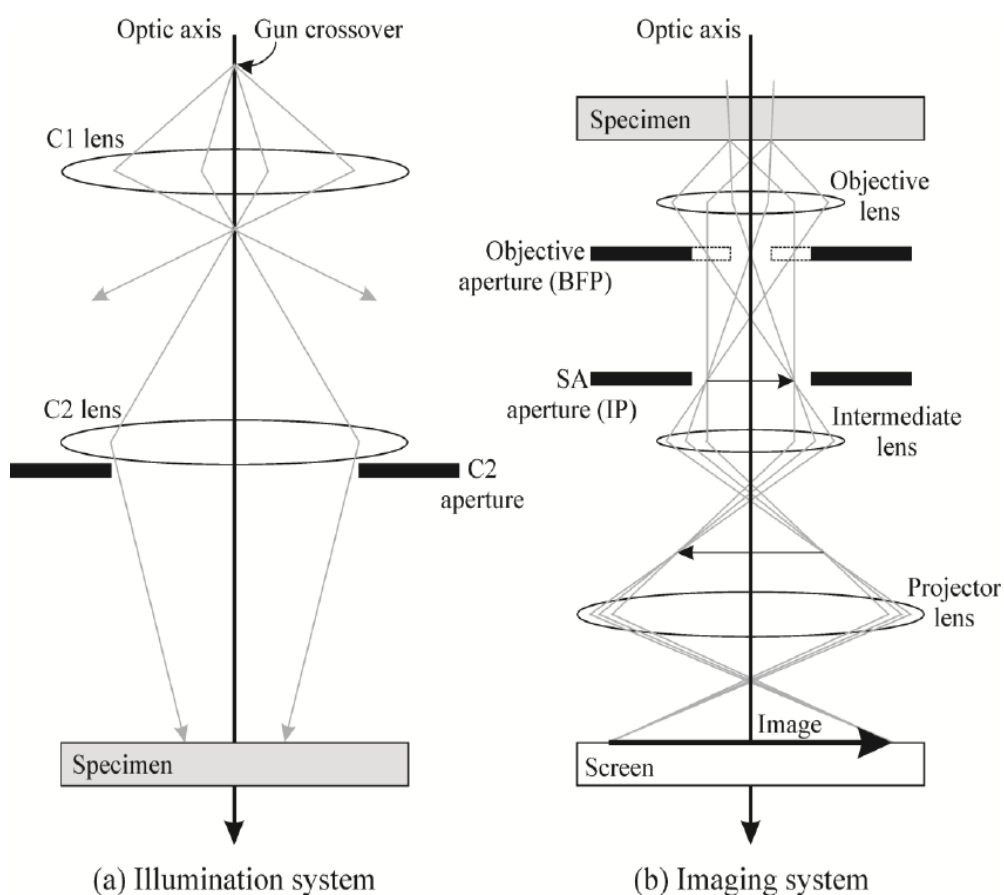 Optic axis
Gun crossover
C1 lens
C2 lens
C2
aperture
Specimen
(a) Illumination system
Optic axis
Specimen
Objective
lens
Objective
aperture (BFP)
SA
aperture (IP)
Intermediate
lens
Projector
lens
Image
Screen
(b) Imaging system